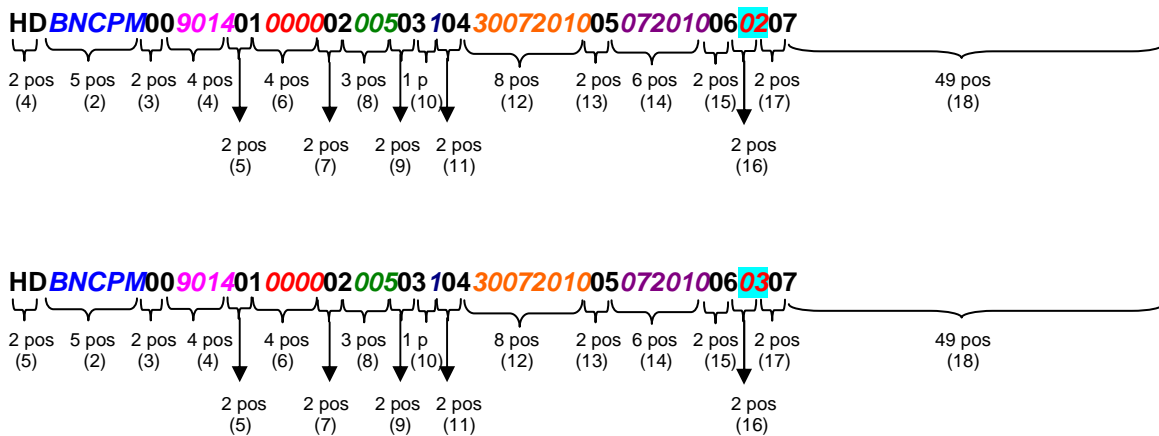 HDBNCPM00901401000002005031043007201005072010060207
2 pos 5 pos 2 pos 4 pos 4 pos 3 pos 1 p 8 pos 2 pos 6 pos 2 pos 2 pos 49 pos
(4) (2) (3) (4) (6) (8) (10) (12) (13) (14) (15) (17) (18)
2 pos 2 pos 2 pos 2 pos 2 pos
(5) (7) (9) (11) (16)
HDBNCPM00901401000002005031043007201005072010060307
2 pos 5 pos 2 pos 4 pos 4 pos 3 pos 1 p 8 pos 2 pos 6 pos 2 pos 2 pos 49 pos
(5) (2) (3) (4) (6) (8) (10) (12) (13) (14) (15) (17) (18)
2 pos 2 pos 2 pos 2 pos 2 pos
(5) (7) (9) (11) (16)